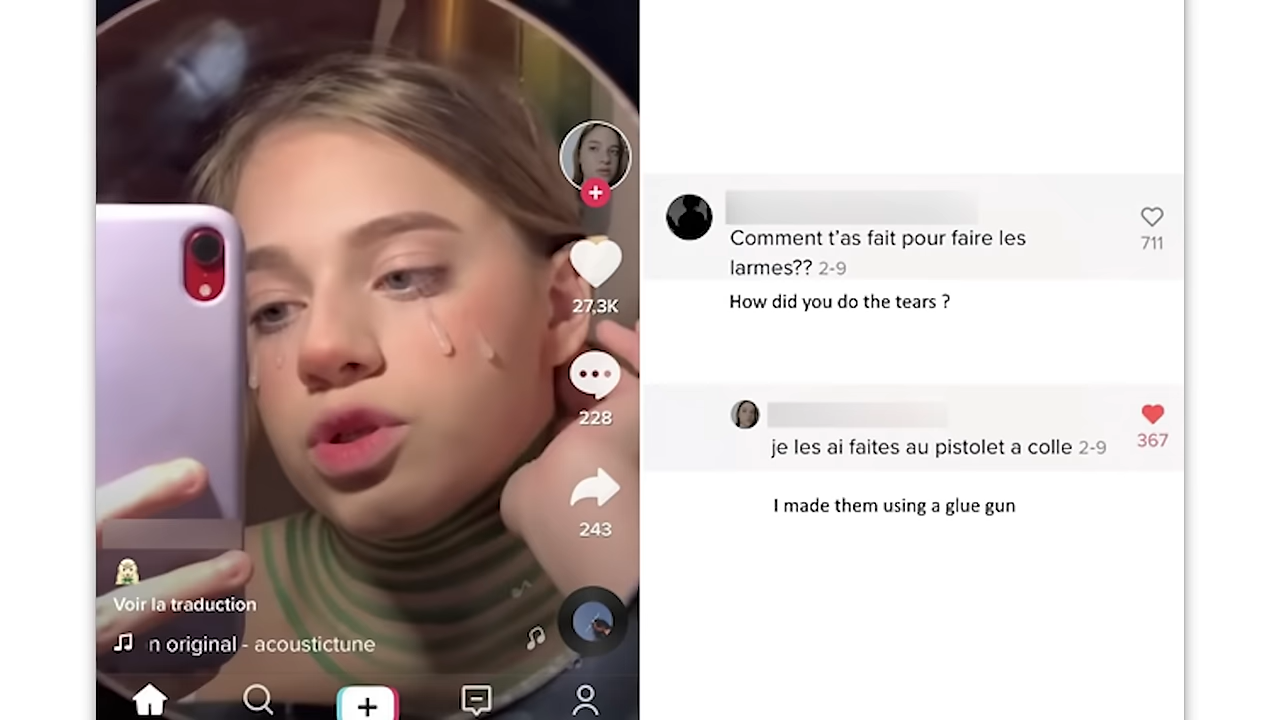 27,3K
228
243
Voir la traduction
n original - acoustictune
Comment t'as fait pour faire les
larmes?? 2-9
711
How did you do the tears ?
je les ai faites au pistolet a colle 2-9
367
I made them using a glue gun